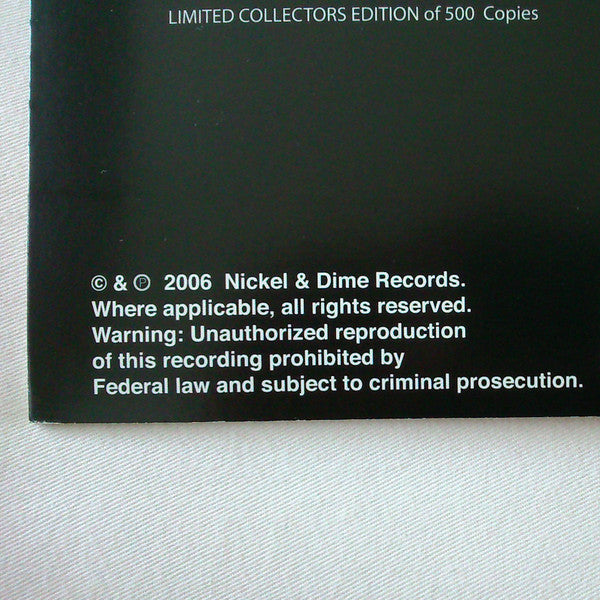 LIMITED COLLECTORS EDITION of 500 Copies
© & ℗ 2006 Nickel & Dime Records.
Where applicable, all rights reserved.
Warning: Unauthorized reproduction
of this recording prohibited by
Federal law and subject to criminal prosecution.